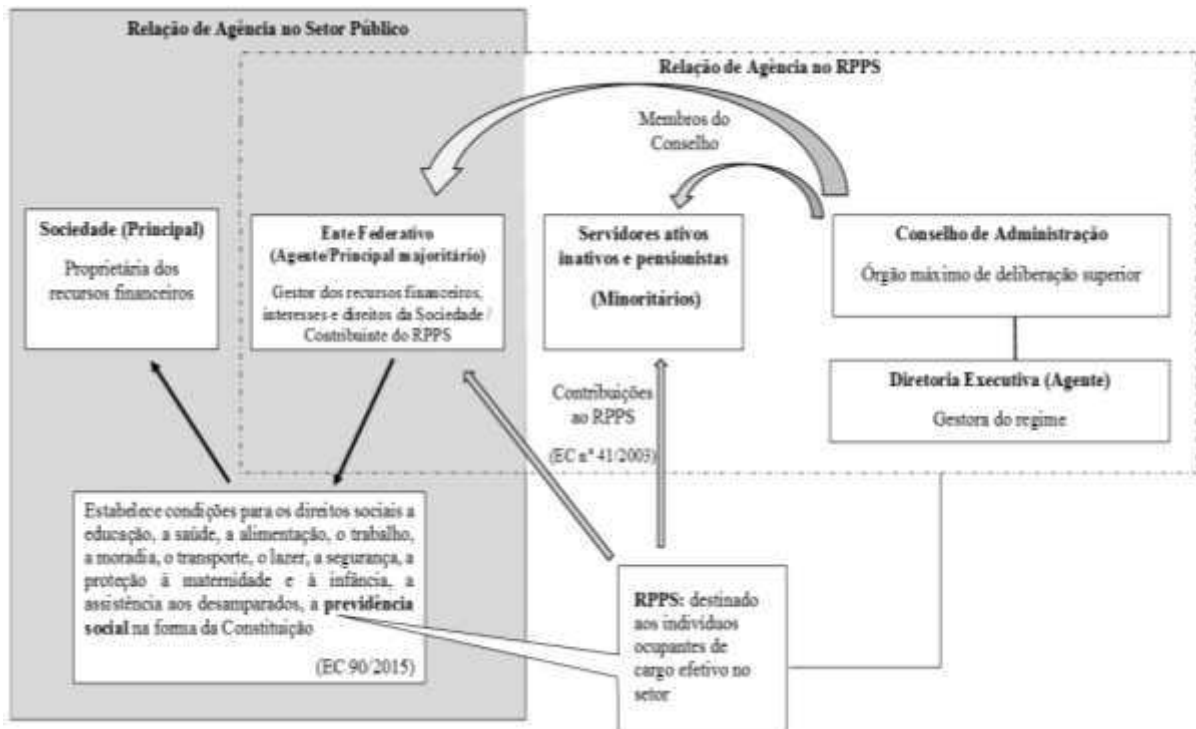 Relação de Agência no Setor Público
Relação de Agência no RPPS
Membros do
Conselho
Sociedade (Principal)
Proprietária dos
recursos financeiros
Ente Federativo
(Agente/Principal majoritário)
Gestor dos recursos financeiros,
interesses e direitos da Sociedade /
Contribuinte do RPPS
Servidores ativos
inativos e pensionistas
(Minoritários)
Conselho de Administração
Órgão máximo de deliberação superior
Diretoria Executiva (Agente)
Gestora do regime
Contribuições
ao RPPS
(EC nº 41/2003)
Estabelece condições para os direitos sociais a
educação, a saúde, a alimentação, o trabalho,
a moradia, o transporte, o lazer, a segurança, a
proteção à maternidade e à infância, a
assistência aos desamparados, a previdência
social na forma da Constituição
(EC 90/2015)
RPPS: destinado
aos indivíduos
ocupantes de
cargo efetivo no
setor